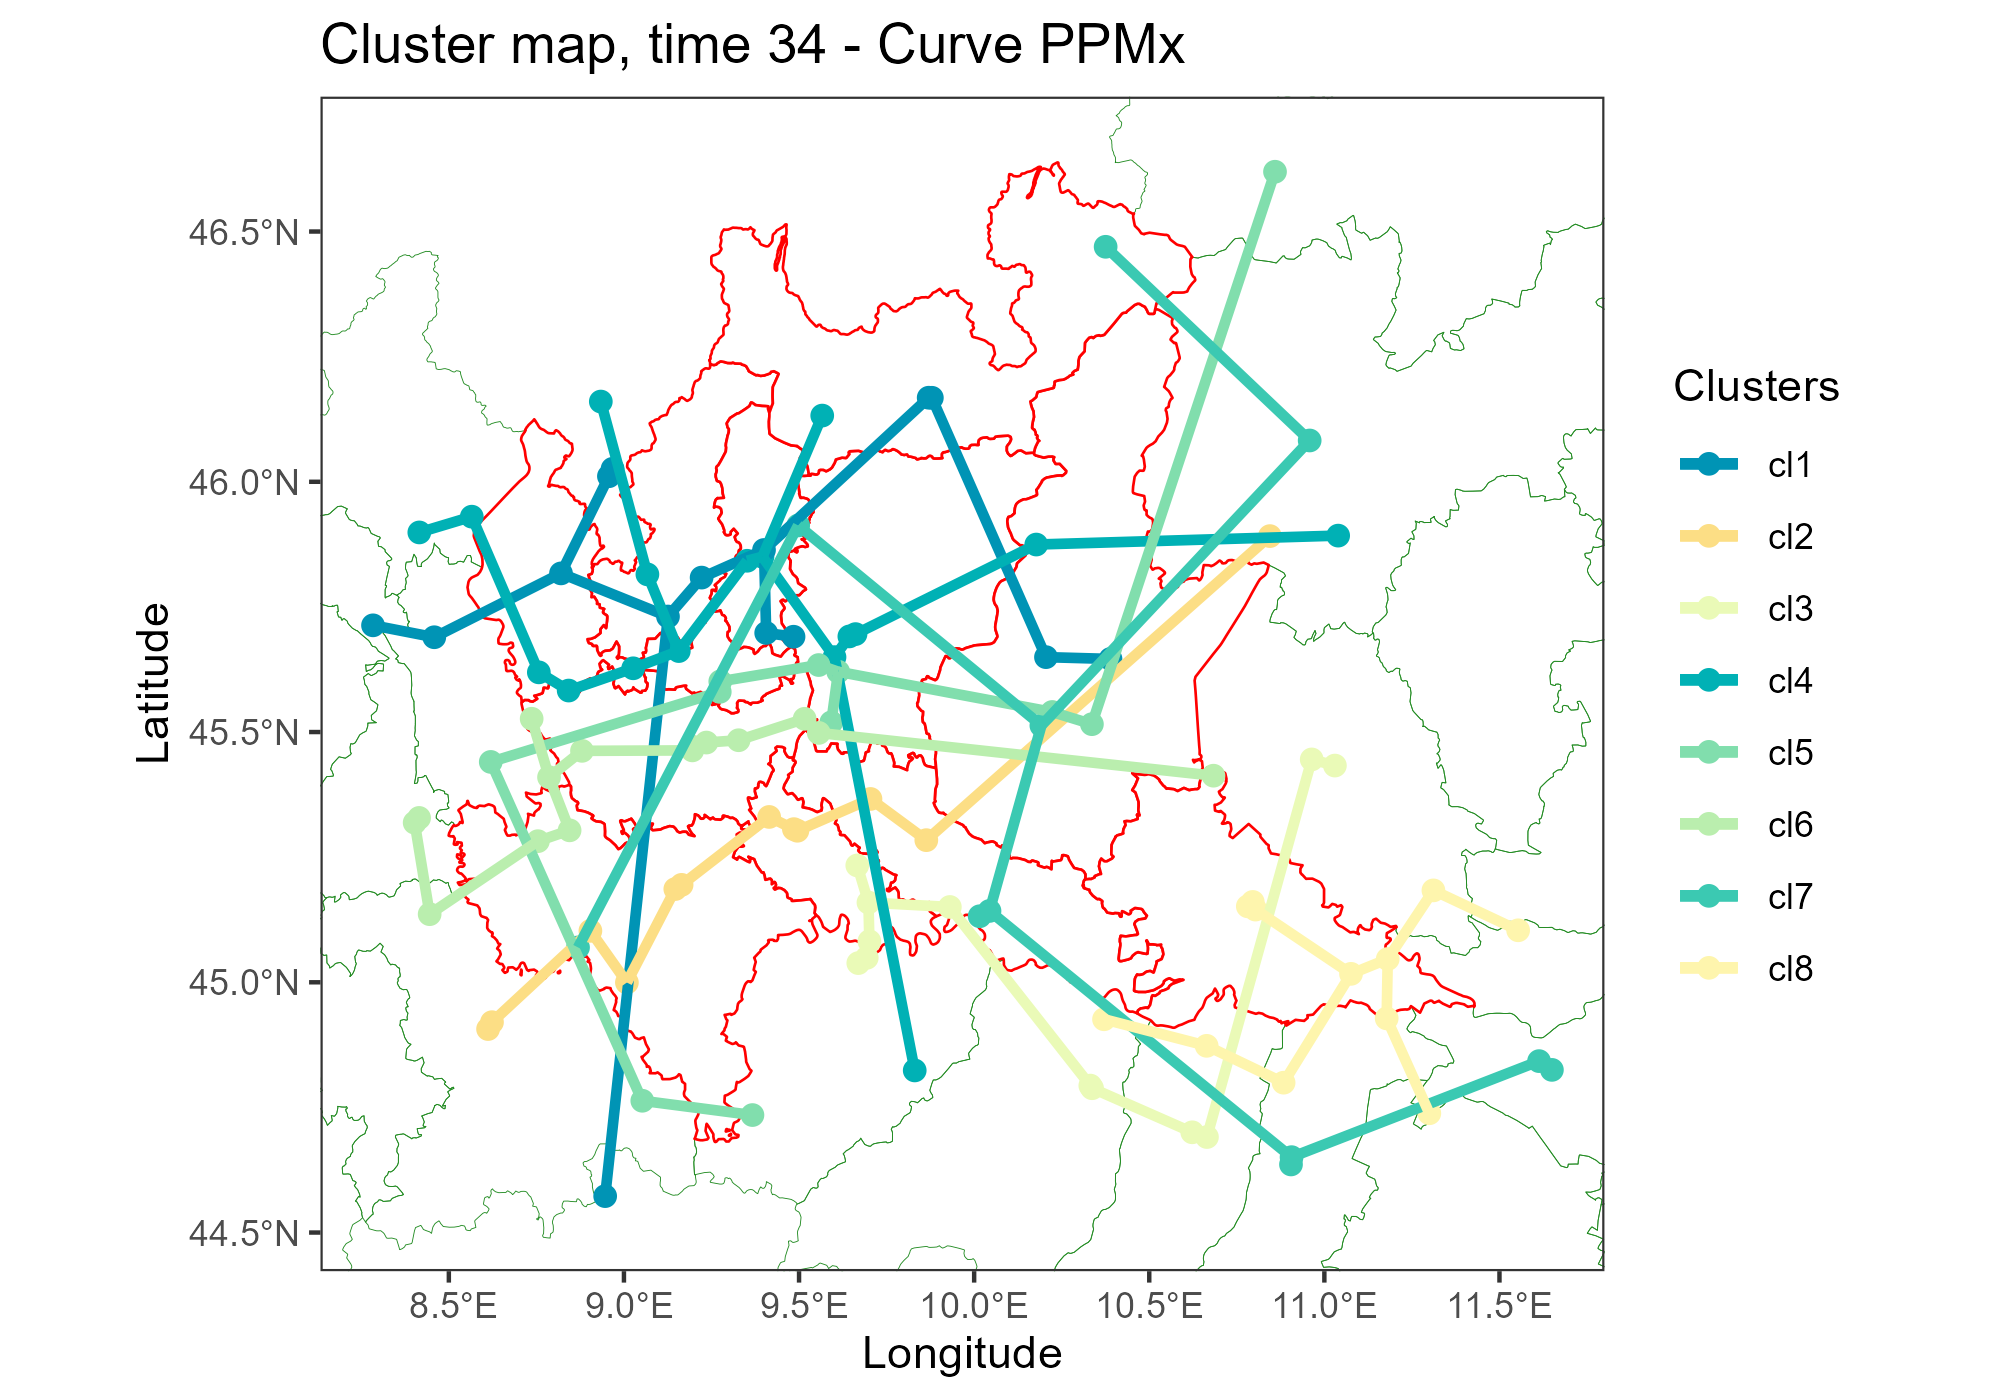 Cluster map, time 34 - Curve PPMx
46.5°N
46.0°N
45.5°N
45.0°N
44.5°N
Latitude
8.5°E 9.0°E 9.5°E 10.0°E 10.5°E 11.0°E 11.5°E
Longitude
Clusters
cl1
cl2
cl3
cl4
cl5
cl6
cl7
cl8